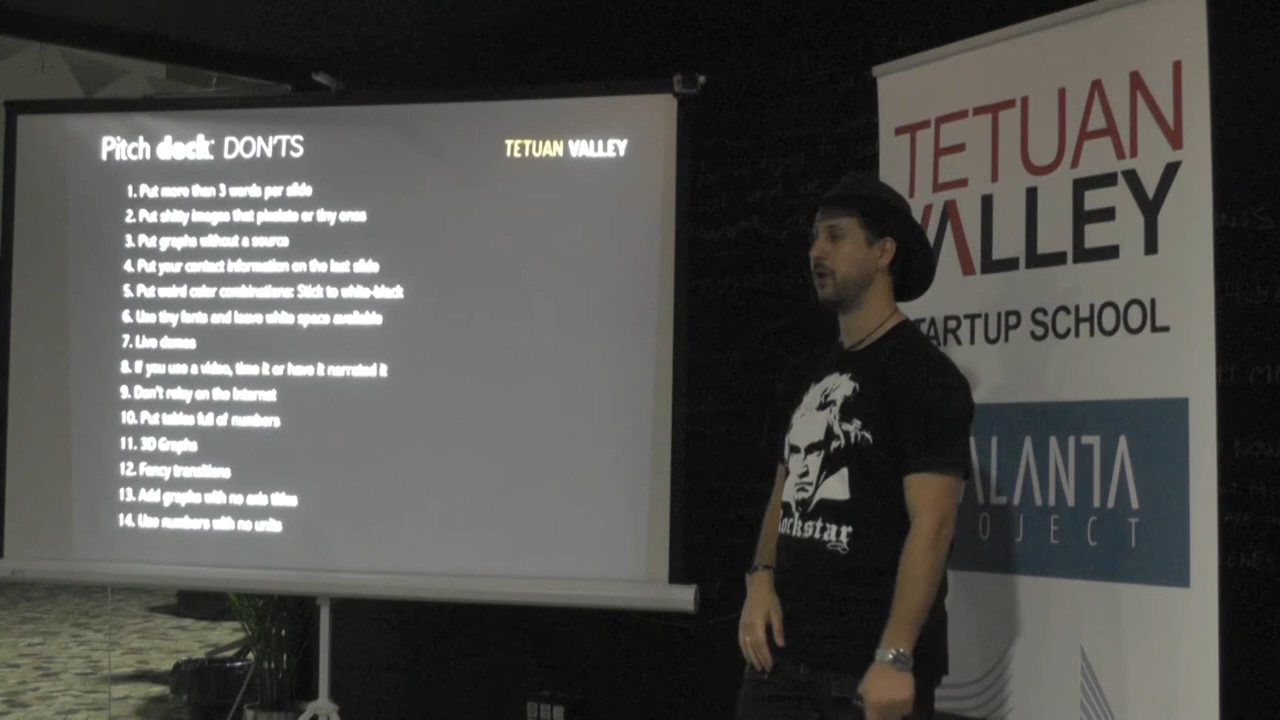 Pitch deck: DON'TS
TETUAN VALLEY
1. Put more than 3 words per slide
2. Put shitty images that pixelate or tiny ones
3. Put graphs without a source
4. Put your contact information on the last slide
5. Put weird color combinations: Stick to white-black
6. Use tiny fonts and leave white space available
7. Live demos
8. If you use a video, time it or have it narrated it
9. Don't relay on the Internet
10. Put tables full of numbers
11. 3D Graphs
12. Fancy transitions
13. Add graphs with no axis titles
14. Use numbers with no units
TETUAN
VALLEY
TARTUP SCHOOL
ALANTA
OJECT
ockstar